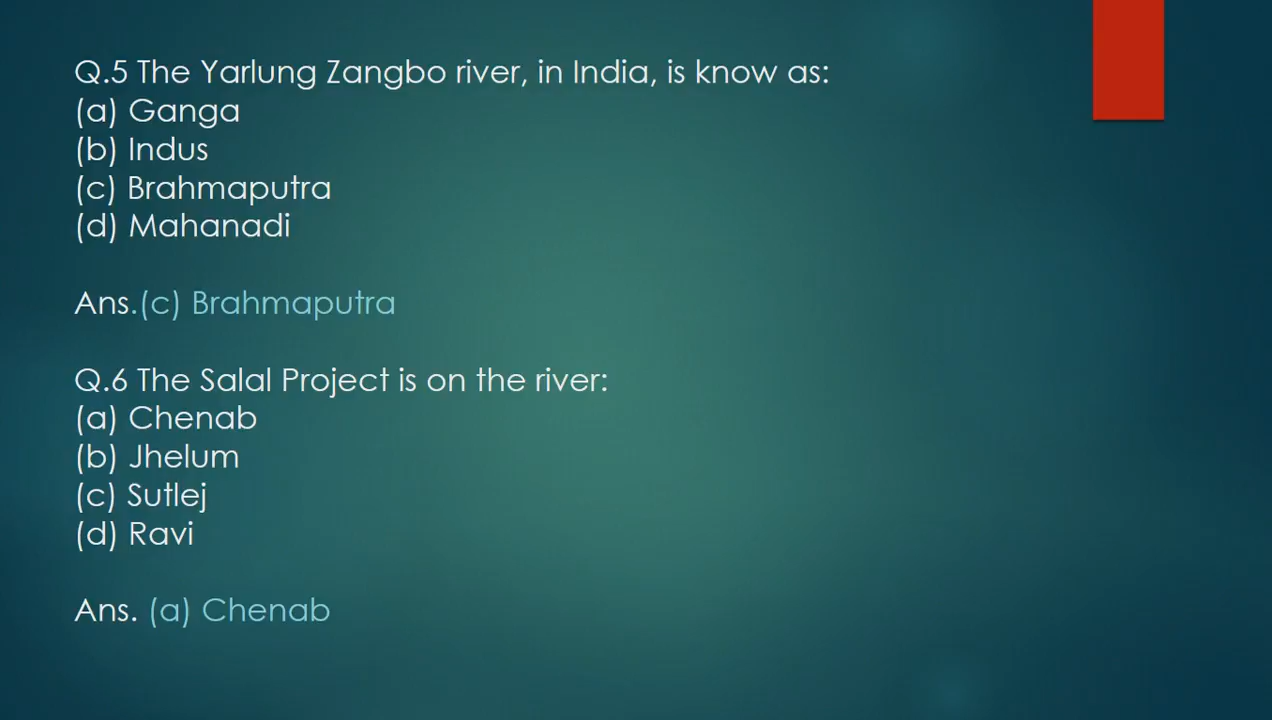 Q.5 The Yarlung Zangbo river, in India, is know as:
(a) Ganga
(b) Indus
(c) Brahmaputra
(d) Mahanadi
Ans.(c) Brahmaputra
Q.6 The Salal Project is on the river:
(a) Chenab
(b) Jhelum
(c) Sutlej
(d) Ravi
Ans. (a) Chenab